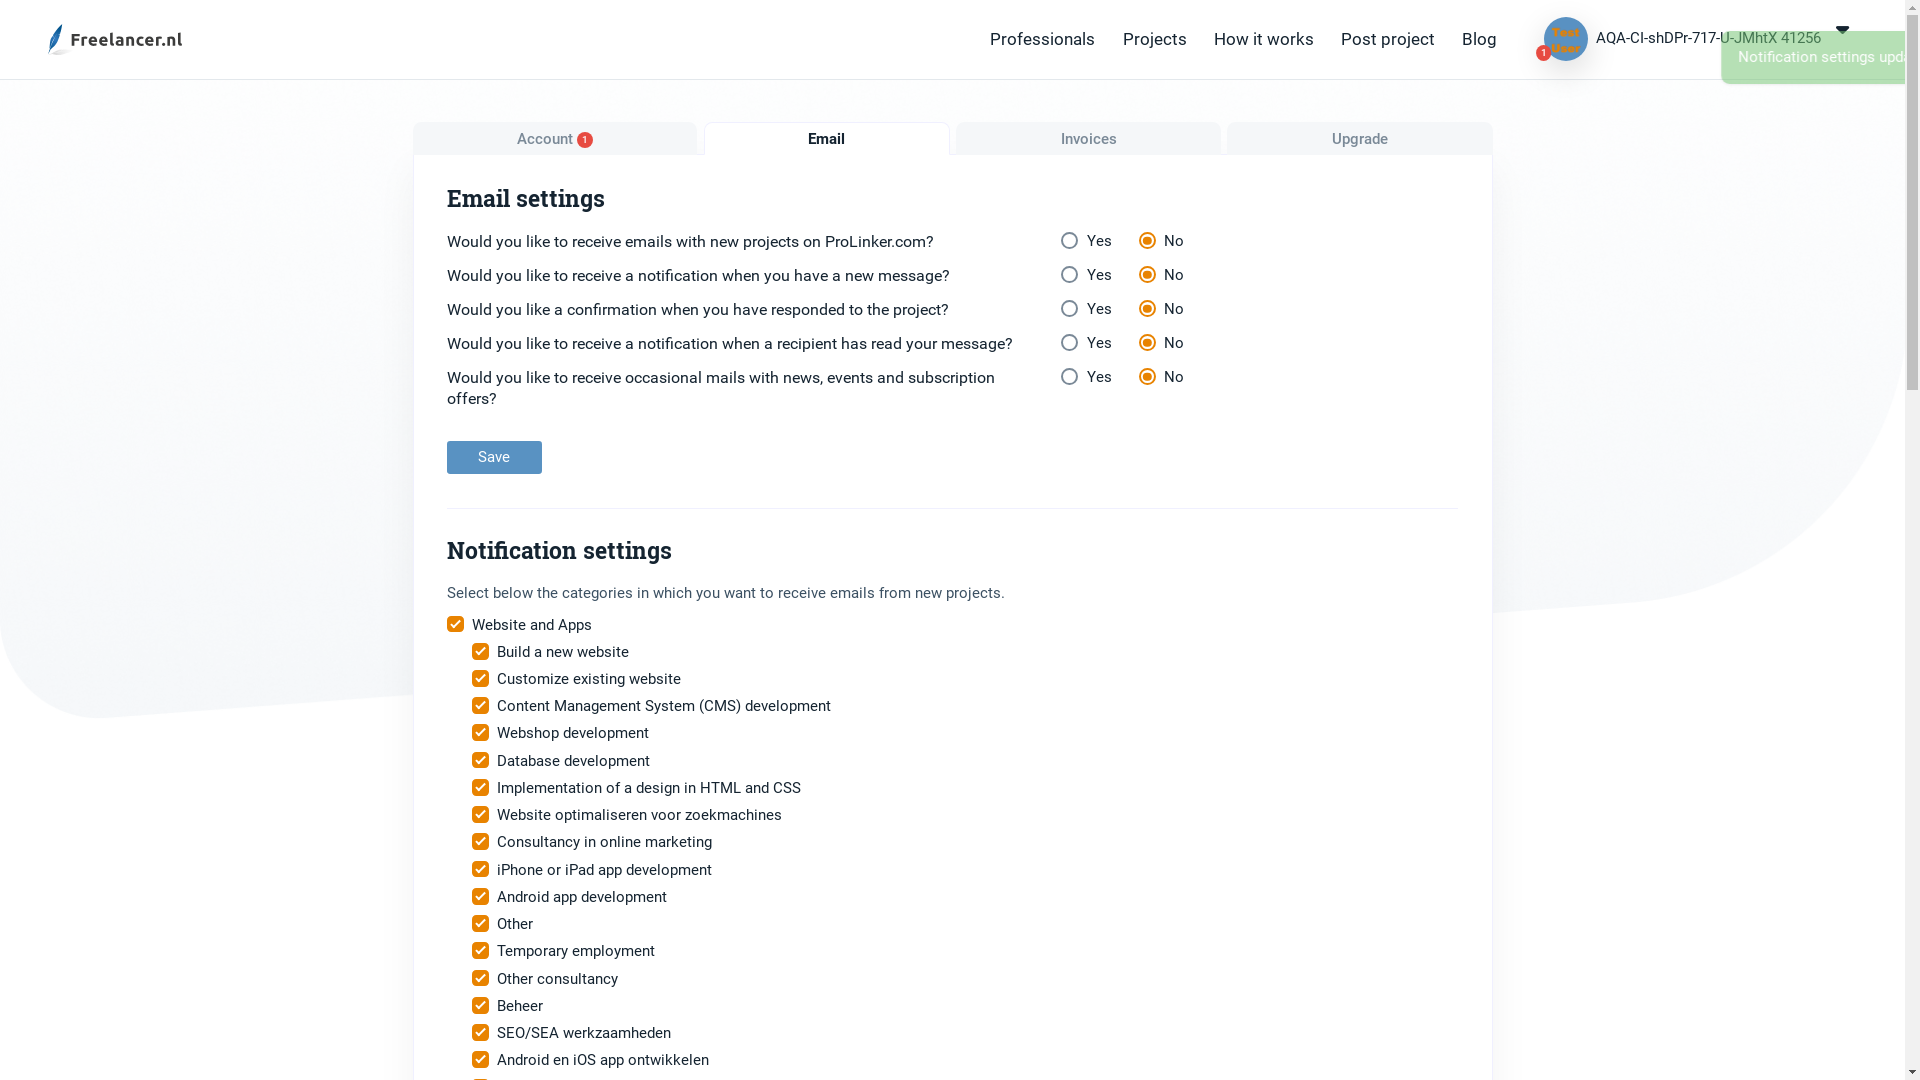 Freelancer.nl
Professionals
Projects
How it works
Post project
Blog
Test
User
1
AQA-CI-shDPr-717-U-JMhtX 41256
Notification settings
Account 1
Email
Invoices
Upgrade
Email settings
Would you like to receive emails with new projects on ProLinker.com?
Yes
No
Would you like to receive a notification when you have a new message?
Yes
No
Would you like a confirmation when you have responded to the project?
Yes
No
Would you like to receive a notification when a recipient has read your message?
Yes
No
Would you like to receive occasional mails with news, events and subscription
offers?
Yes
No
Save
Notification settings
Select below the categories in which you want to receive emails from new projects.
Website and Apps
Build a new website
Customize existing website
Content Management System (CMS) development
Webshop development
Database development
Implementation of a design in HTML and CSS
Website optimaliseren voor zoekmachines
Consultancy in online marketing
iPhone or iPad app development
Android app development
Other
Temporary employment
Other consultancy
Beheer
SEO/SEA werkzaamheden
Android en iOS app ontwikkelen